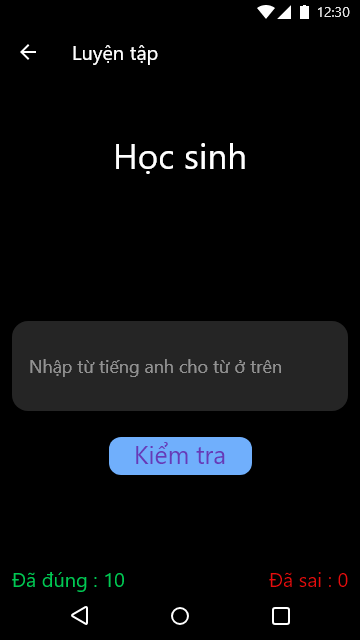 12:30
Luyện tập
Học sinh
Nhập từ tiếng anh cho từ ở trên
Kiểm tra
Đã đúng : 10
Đã sai : 0